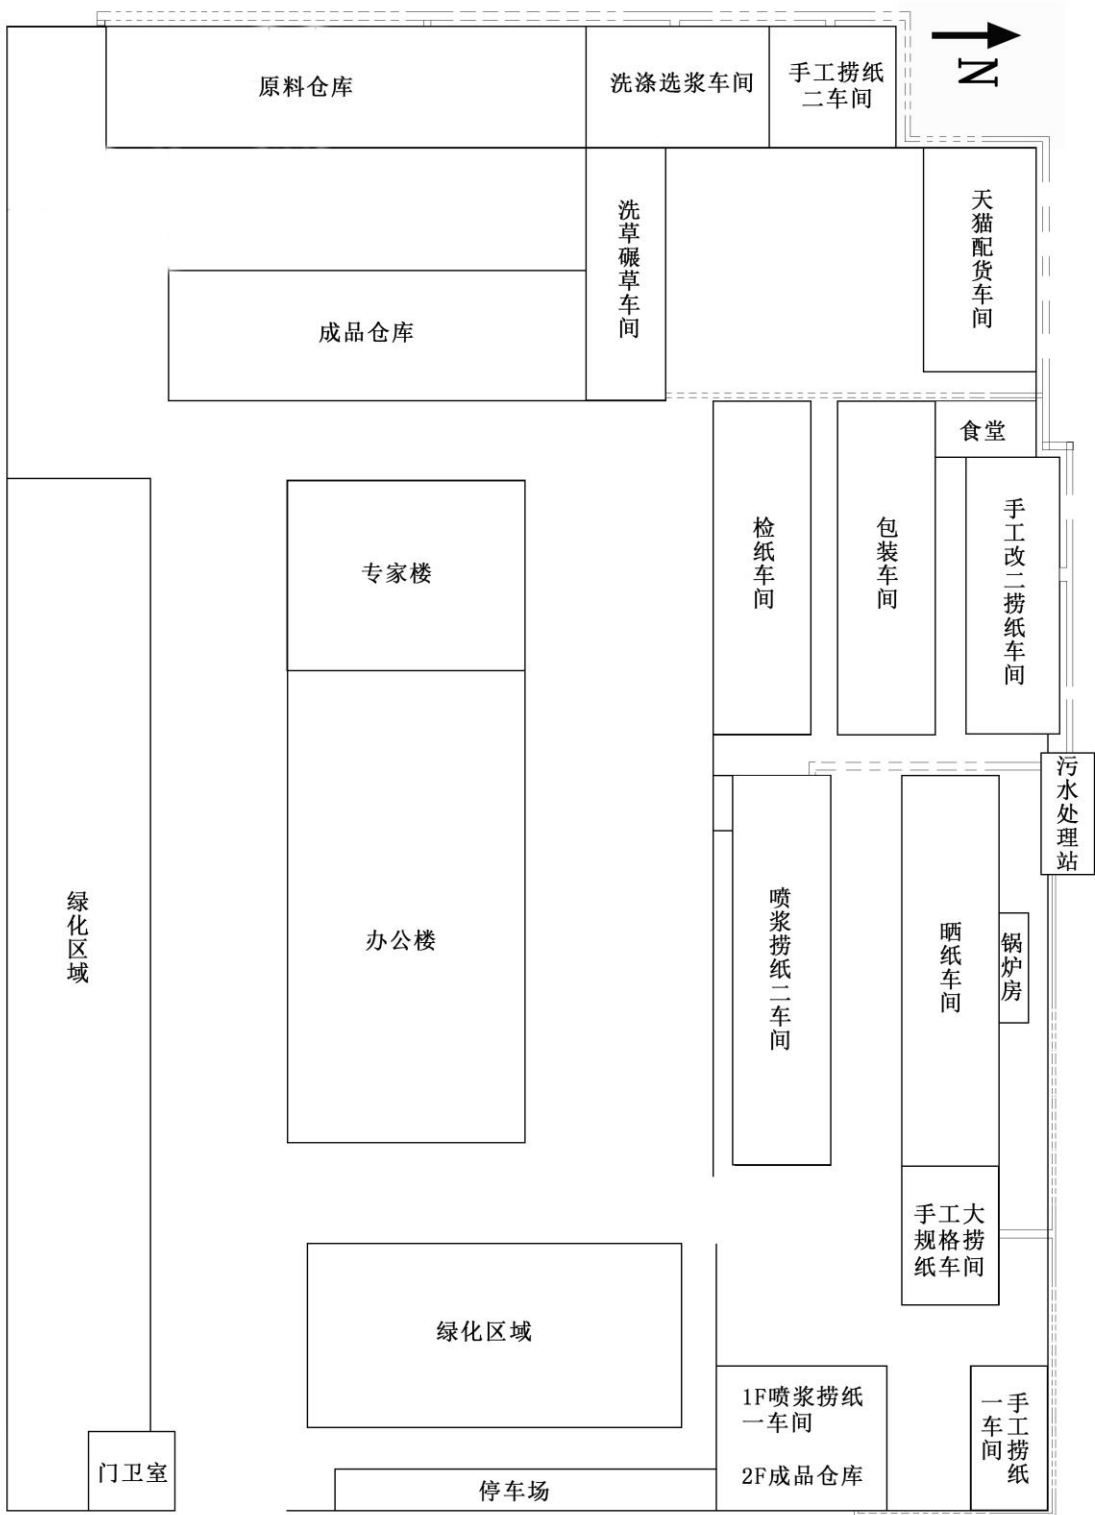 N
原料仓库
洗涤选浆车间
手工捞纸
二车间
洗草碾草车间
天猫配货车间
成品仓库
食堂
专家楼
检纸车间
包装车间
手工改二捞纸车间
污水处理站
绿化区域
办公楼
喷浆捞纸二车间
晒纸车间
锅炉房
手工大
规格捞
纸车间
绿化区域
1F喷浆捞纸
一车间
2F成品仓库
手工捞纸
一车间
门卫室
停车场